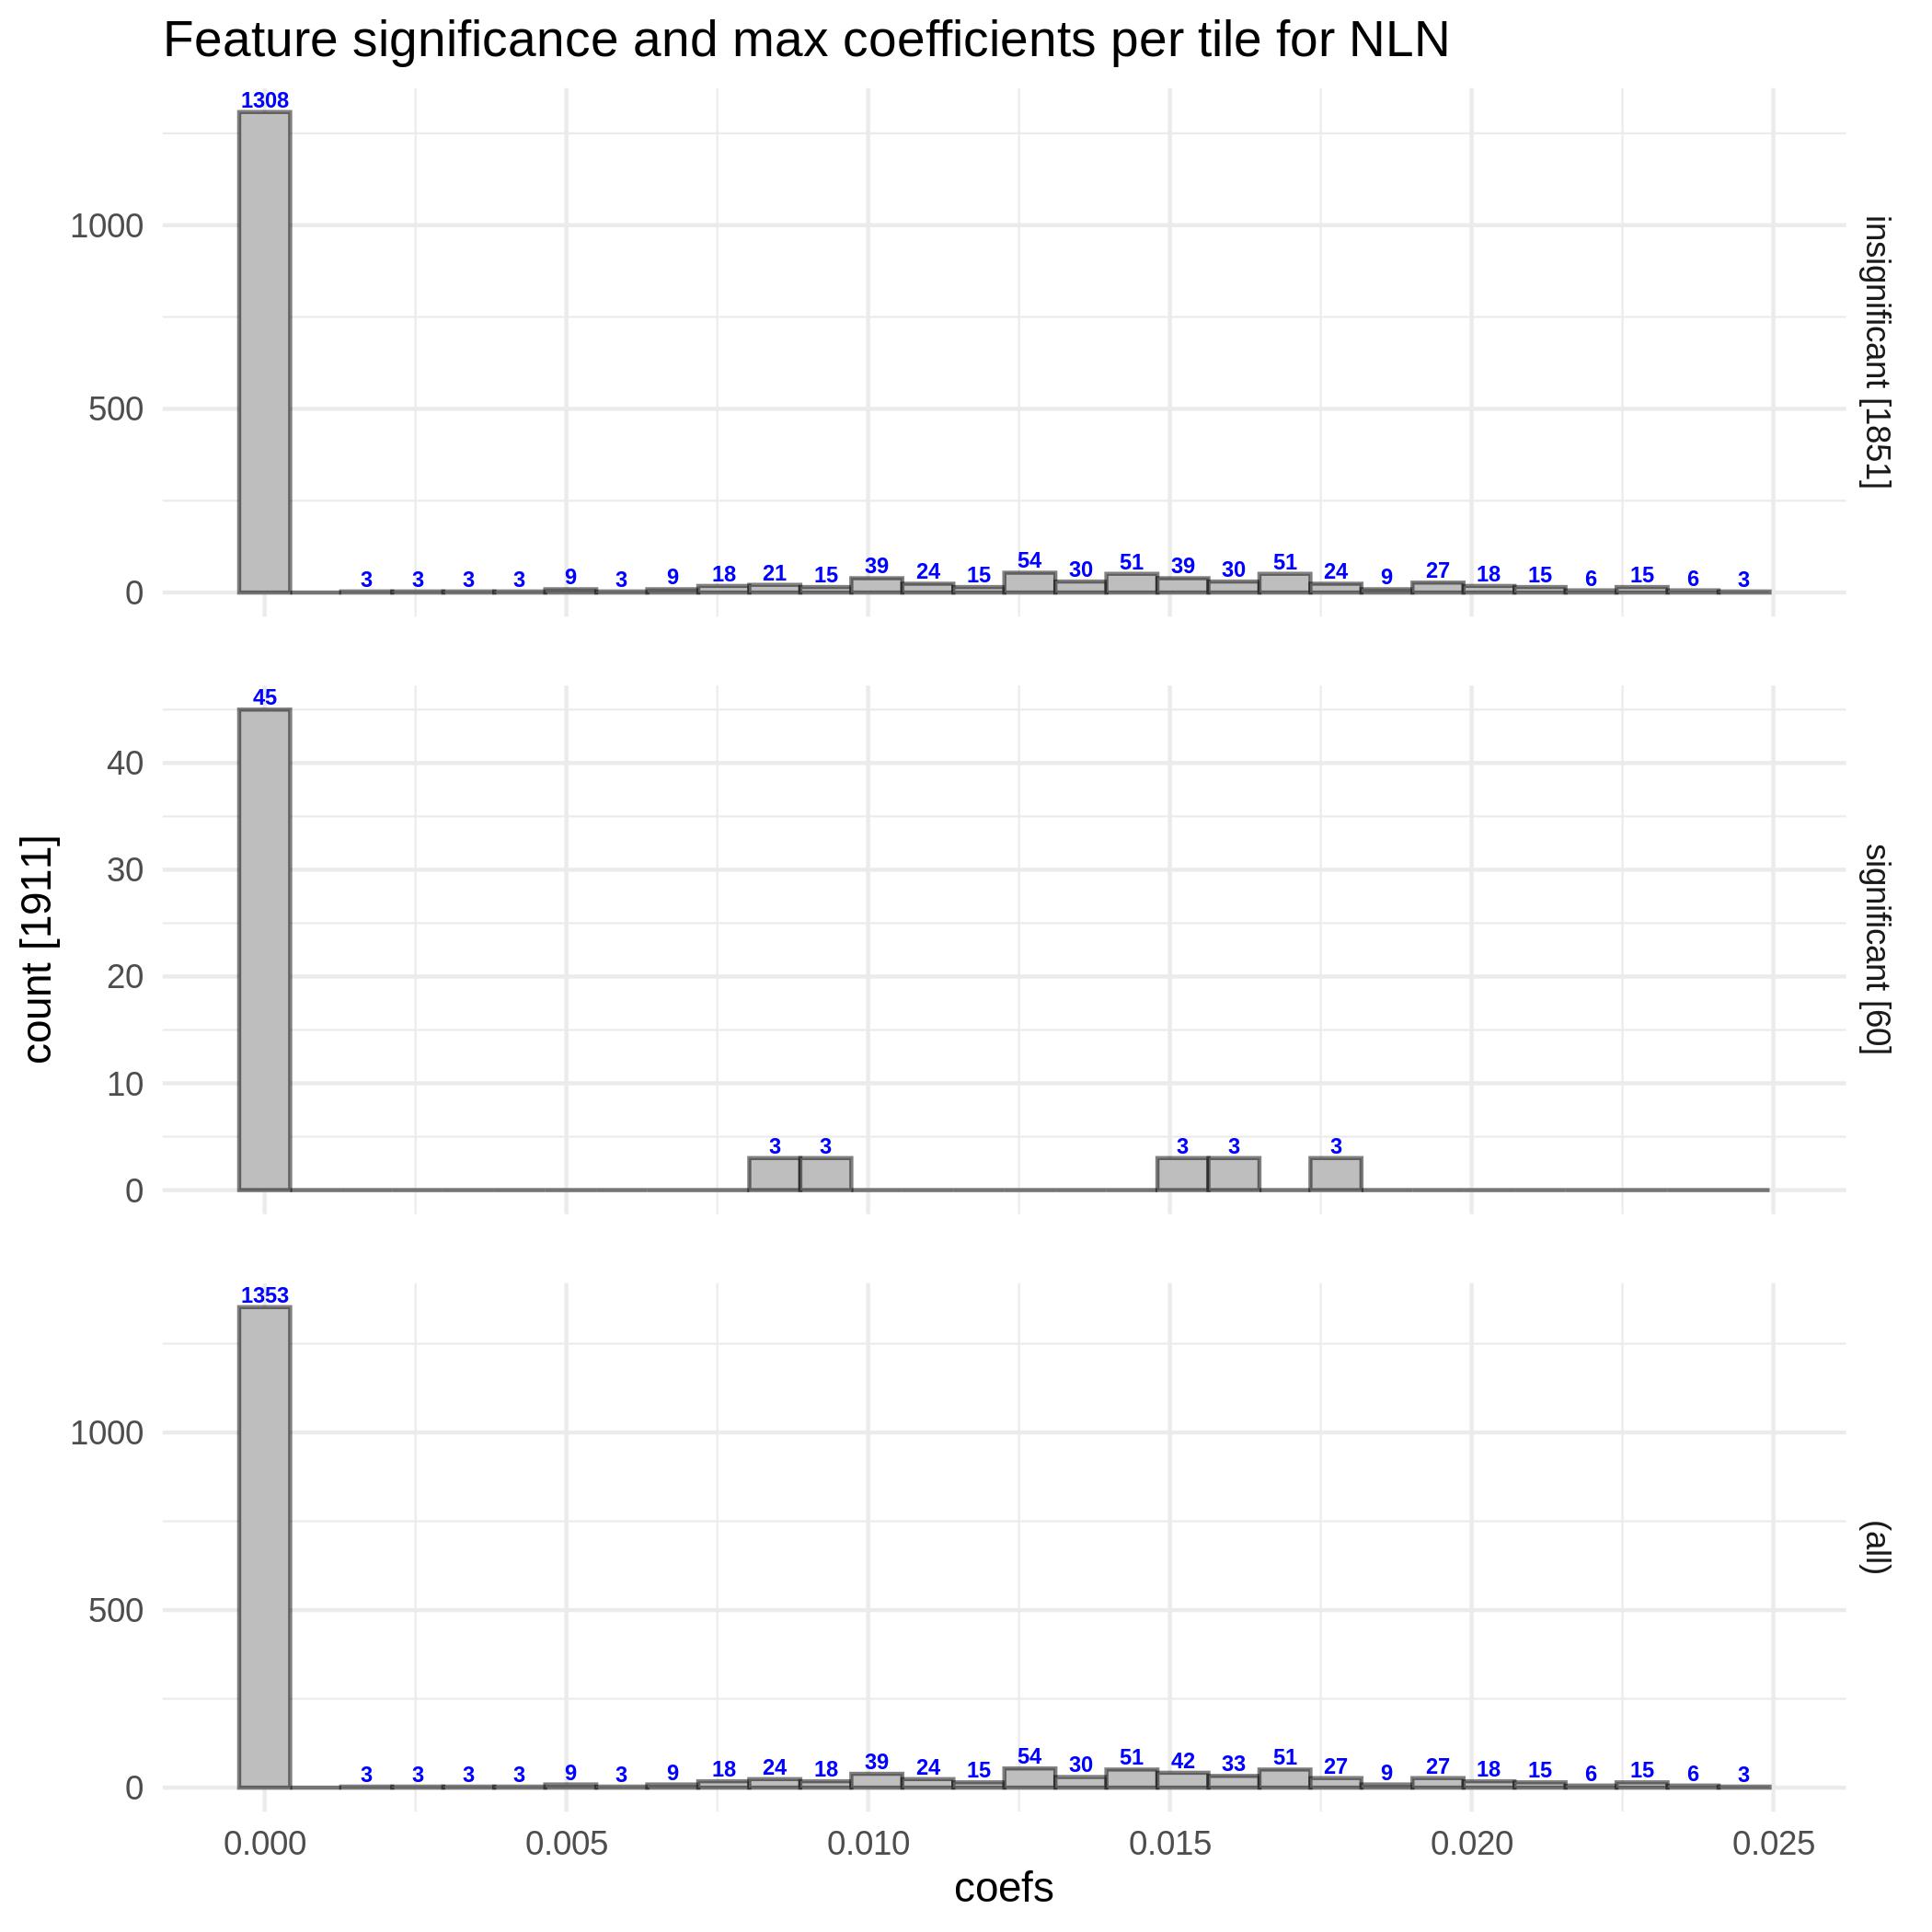 Feature significance and max coefficients per tile for NLN
1308
3 3 3 3 9 3 9 18 21 15 39 24 15 54 30 51 39 30 51 24 9 27 18 15 6 15 6 3
1000
500
0
insignificant [1851]
45
3 3 3 3 3
40
30
20
10
0
significant [60]
count [1911]
1353
3 3 3 3 9 3 9 18 24 18 39 24 15 54 30 51 42 33 51 27 9 27 18 15 6 15 6 3
1000
500
0
(all)
0.000 0.005 0.010 0.015 0.020 0.025
coefs